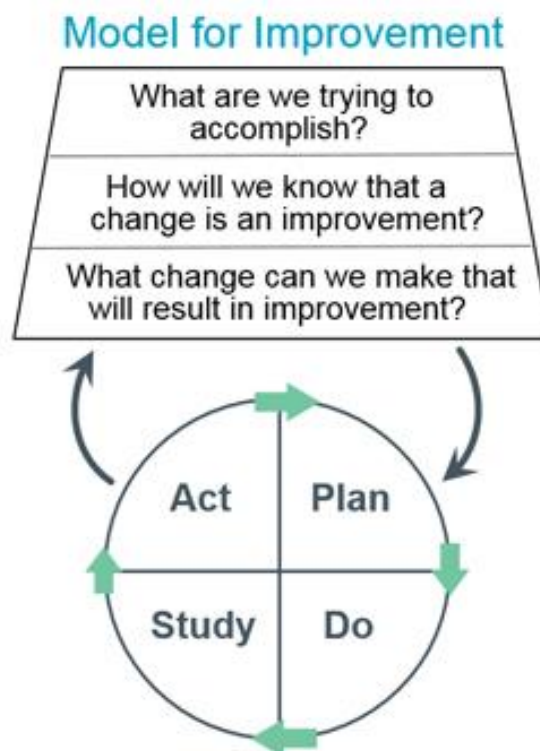 Model for Improvement
What are we trying to
accomplish?
How will we know that a
change is an improvement?
What change can we make that
will result in improvement?
Act
Plan
Study
Do